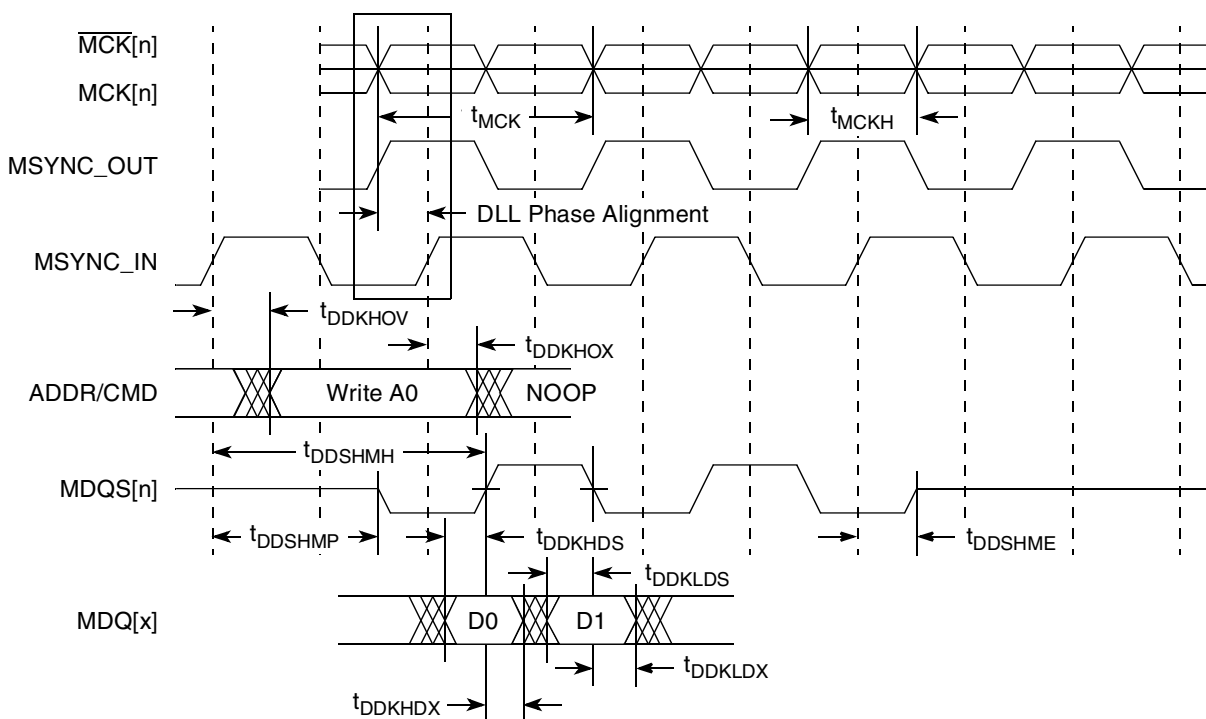 M̅C̅K̅[n]
MCK[n]
tMCK
tMCKH
MSYNC_OUT
DLL Phase Alignment
MSYNC_IN
tDDKHOV
tDDKHOX
ADDR/CMD
Write A0
NOOP
tDDSHMH
MDQS[n]
tDDSHMP
tDDKHDS
tDDSHME
tDDKLDS
MDQ[x]
D0
D1
tDDKLDX
tDDKHDX